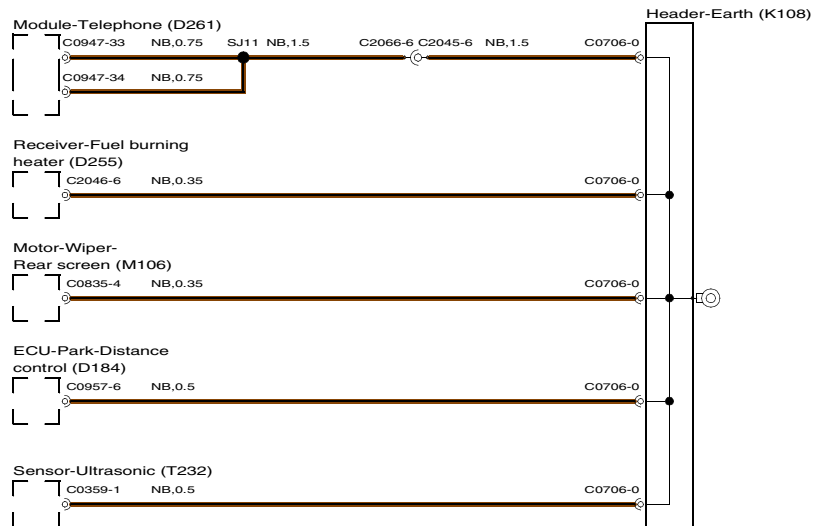 Header-Earth (K108)
Module-Telephone (D261)
C0947-33 NB,0.75 SJ11 NB,1.5 C2066-6 C2045-6 NB,1.5 C0706-0
C0947-34 NB,0.75
Receiver-Fuel burning
heater (D255)
C2046-6 NB,0.35 C0706-0
Motor-Wiper-
Rear screen (M106)
C0835-4 NB,0.35 C0706-0
ECU-Park-Distance
control (D184)
C0957-6 NB,0.5 C0706-0
Sensor-Ultrasonic (T232)
C0359-1 NB,0.5 C0706-0